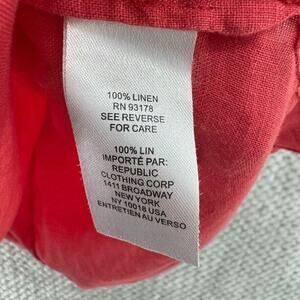 100% LINEN
RN 93178
SEE REVERSE
FOR CARE
100% LIN
IMPORTÉ PAR:
REPUBLIC
CLOTHING CORP
1411 BROADWAY
NEW YORK
NY 10018 USA
ENTRETIEN AU VERSO